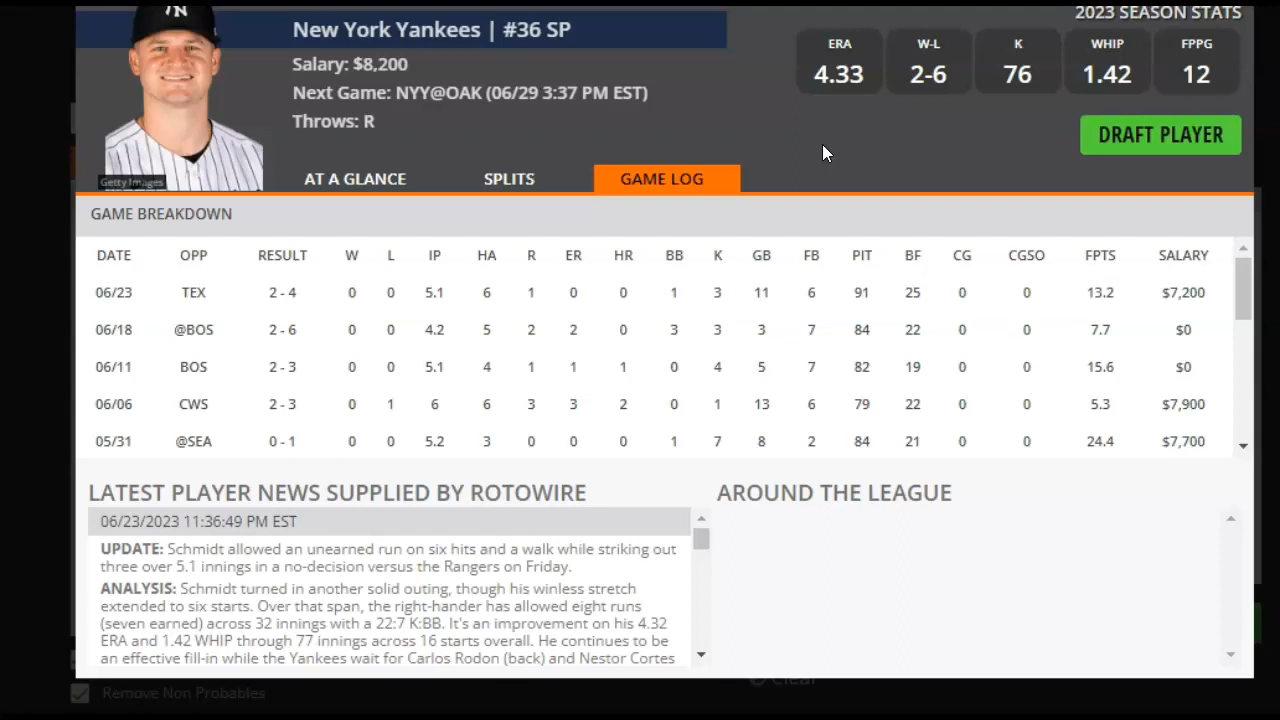 2023 SEASON STATS
New York Yankees | #36 SP
Salary: $8,200
Next Game: NYY@OAK (06/29 3:37 PM EST)
Throws: R
ERA W-L K WHIP FPPG
4.33 2-6 76 1.42 12
DRAFT PLAYER
Getty Images
AT A GLANCE SPLITS GAME LOG
GAME BREAKDOWN
DATE OPP RESULT W L IP HA R ER HR BB K GB FB PIT BF CG CGSO FPTS SALARY
06/23 TEX 2 - 4 0 0 5.1 6 1 0 0 1 3 11 6 91 25 0 0 13.2 $7,200
06/18 @BOS 2 - 6 0 0 4.2 5 2 2 0 3 3 3 7 84 22 0 0 7.7 $0
06/11 BOS 2 - 3 0 0 5.1 4 1 1 1 0 4 5 7 82 19 0 0 15.6 $0
06/06 CWS 2 - 3 0 1 6 6 3 3 2 0 1 13 6 79 22 0 0 5.3 $7,900
05/31 @SEA 0 - 1 0 0 5.2 3 0 0 0 1 7 8 2 84 21 0 0 24.4 $7,700
LATEST PLAYER NEWS SUPPLIED BY ROTOWIRE
06/23/2023 11:36:49 PM EST
UPDATE: Schmidt allowed an unearned run on six hits and a walk while striking out
three over 5.1 innings in a no-decision versus the Rangers on Friday.
ANALYSIS: Schmidt turned in another solid outing, though his winless stretch
extended to six starts. Over that span, the right-hander has allowed eight runs
(seven earned) across 32 innings with a 22:7 K:BB. It's an improvement on his 4.32
ERA and 1.42 WHIP through 77 innings across 16 starts overall. He continues to be
an effective fill-in while the Yankees wait for Carlos Rodon (back) and Nestor Cortes
AROUND THE LEAGUE
Remove Non Probables
Clear